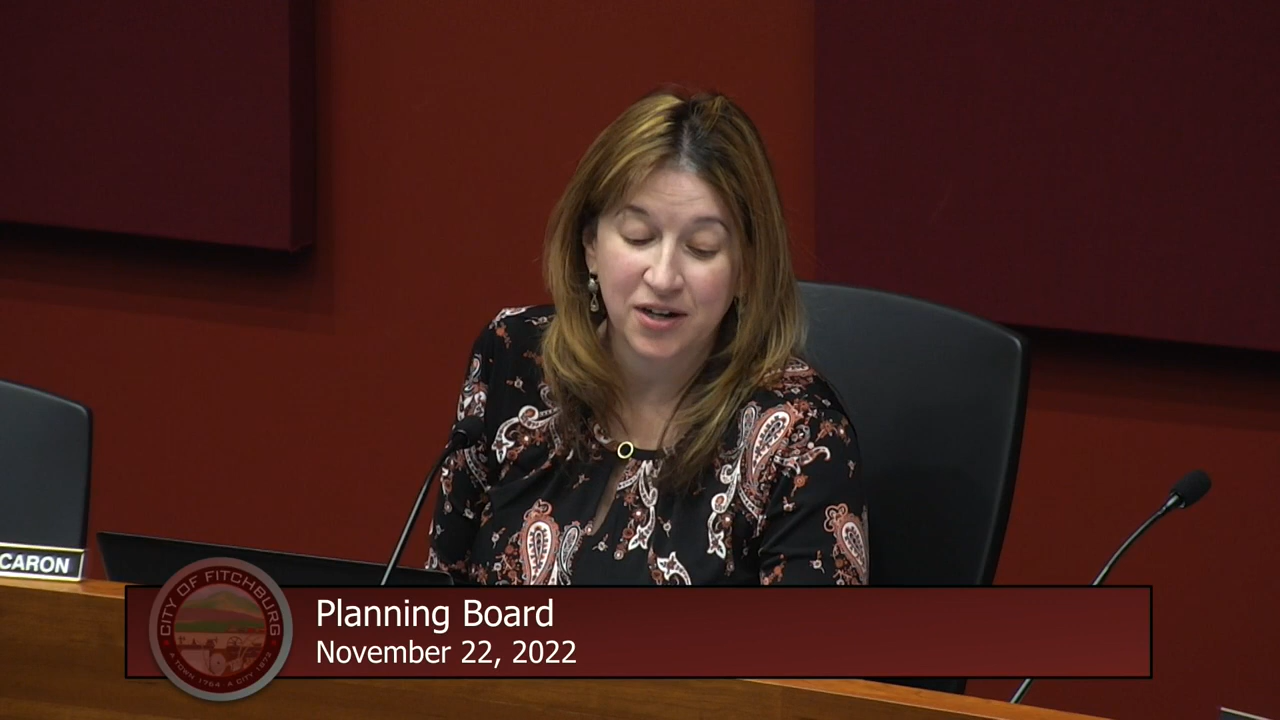 CARON
CITY OF FITCHBURG
A TOWN 1764 · A CITY 1872
Planning Board
November 22, 2022